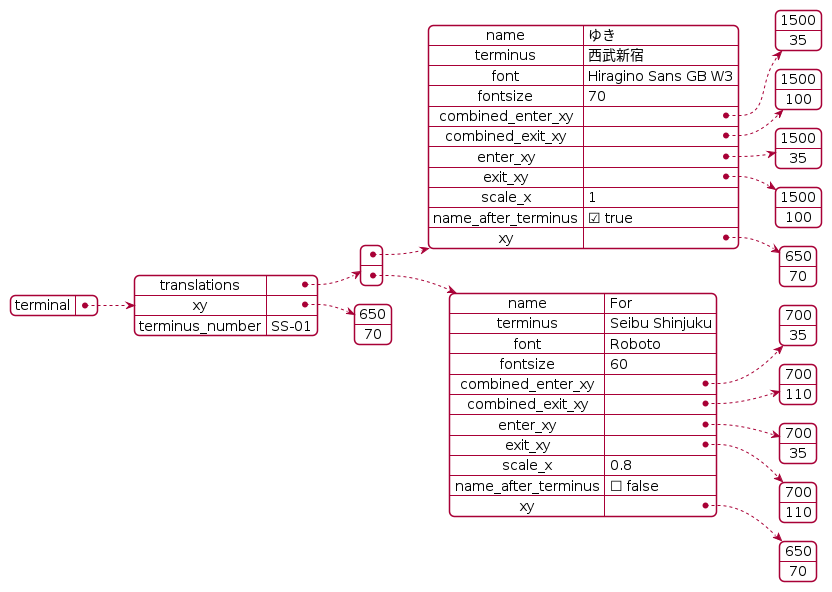 terminal
translations
xy
terminus_number SS-01
650
70
name ゆき
terminus 西武新宿
font Hiragino Sans GB W3
fontsize 70
combined_enter_xy
combined_exit_xy
enter_xy
exit_xy
scale_x 1
name_after_terminus ☑ true
xy
1500
35
1500
100
1500
35
1500
100
650
70
name For
terminus Seibu Shinjuku
font Roboto
fontsize 60
combined_enter_xy
combined_exit_xy
enter_xy
exit_xy
scale_x 0.8
name_after_terminus ☐ false
xy
700
35
700
110
700
35
700
110
650
70